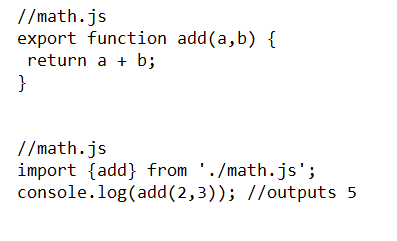 //math.js
export function add(a,b) {
 return a + b;
}
//math.js
import {add} from './math.js';
console.log(add(2,3)); //outputs 5